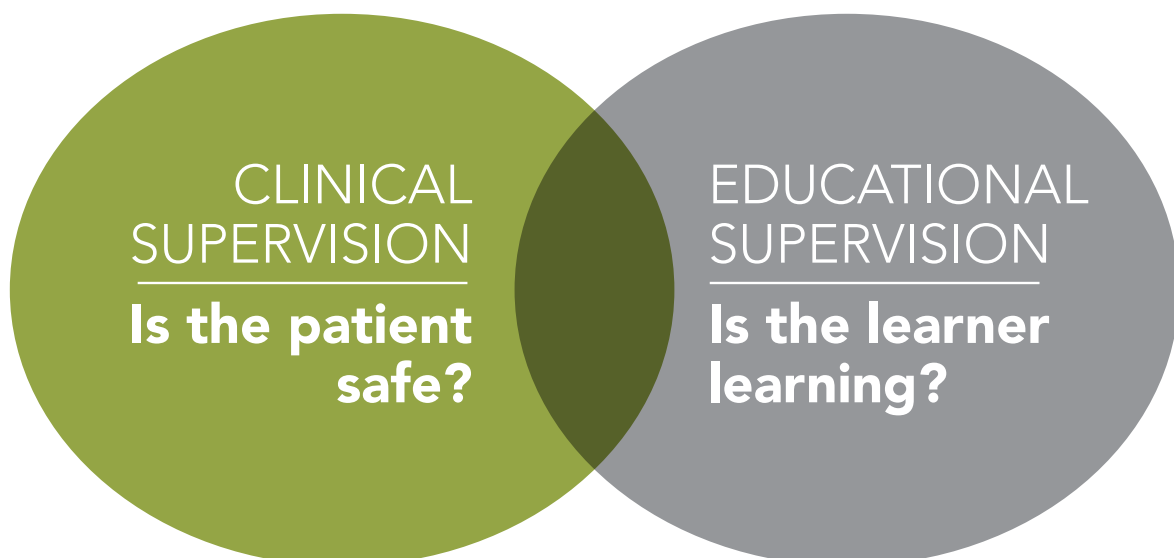 CLINICAL
SUPERVISION
Is the patient
safe?
EDUCATIONAL
SUPERVISION
Is the learner
learning?